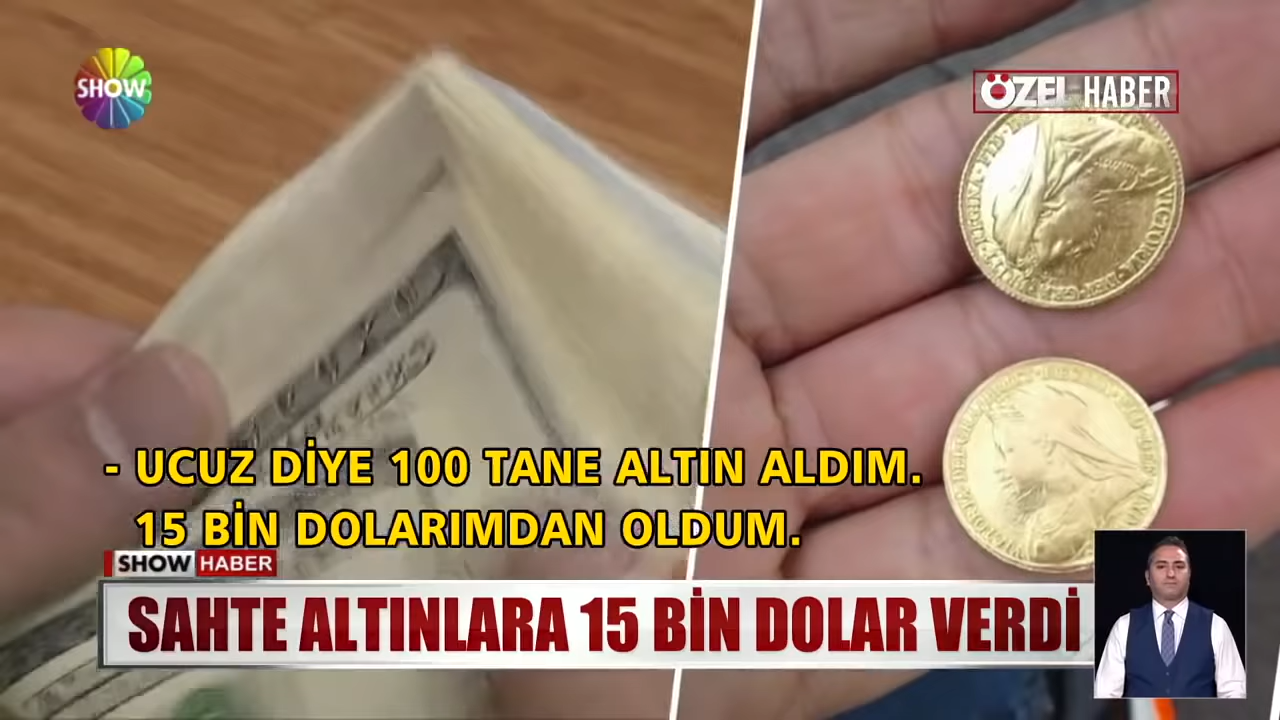 SHOW
ÖZEL HABER
- UCUZ DİYE 100 TANE ALTIN ALDIM.
15 BİN DOLARIMDAN OLDUM.
SHOW HABER
SAHTE ALTINLARA 15 BİN DOLAR VERDİ